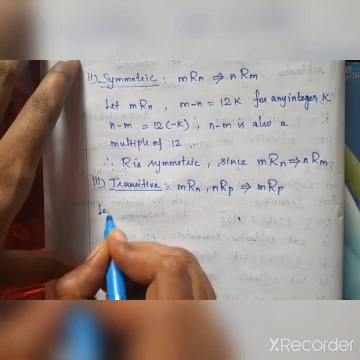 II) Symmetric : mRn ⇒ nRm
Let mRn , m-n = 12K for any integer K
n-m = 12(-K) , n-m is also a
multiple of 12 .
∴ R is symmetric , since mRn ⇒ nRm
III) Transitive : mRn , nRp ⇒ mRp
Le
XRecorder